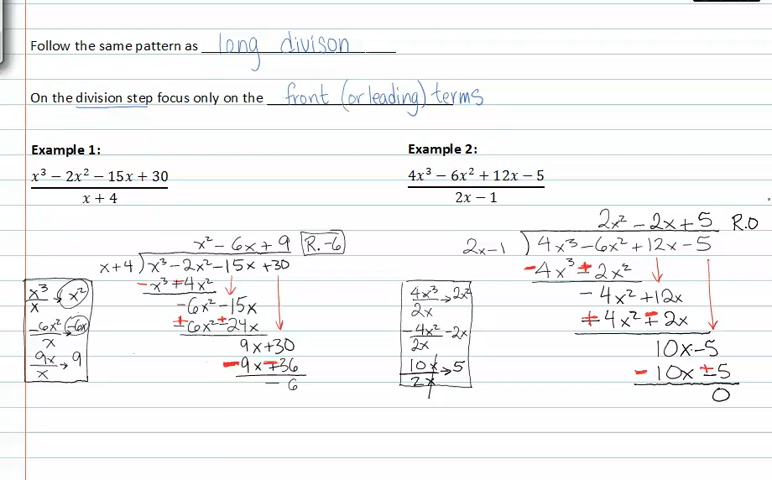 Follow the same pattern as long divison
On the division step focus only on the front (or leading) terms
Example 1:
x³ − 2x² − 15x + 30
x + 4
x² − 6x + 9 R. -6
x+4 ) x³ − 2x² − 15x + 30
− x³ + 4x²
-6x² − 15x
± 6x² ± 24x
9x + 30
− 9x ∓ 36
− 6
x³/x → x²
-6x²/x → -6x
9x/x → 9
Example 2:
4x³ − 6x² + 12x − 5
2x − 1
2x² − 2x + 5 R.0
2x-1 ) 4x³ − 6x² + 12x − 5
− 4x³ ± 2x²
− 4x² + 12x
± 4x² ∓ 2x
10x − 5
− 10x ± 5
0
4x³/2x → 2x²
-4x²/2x -2x
10x/2x → 5